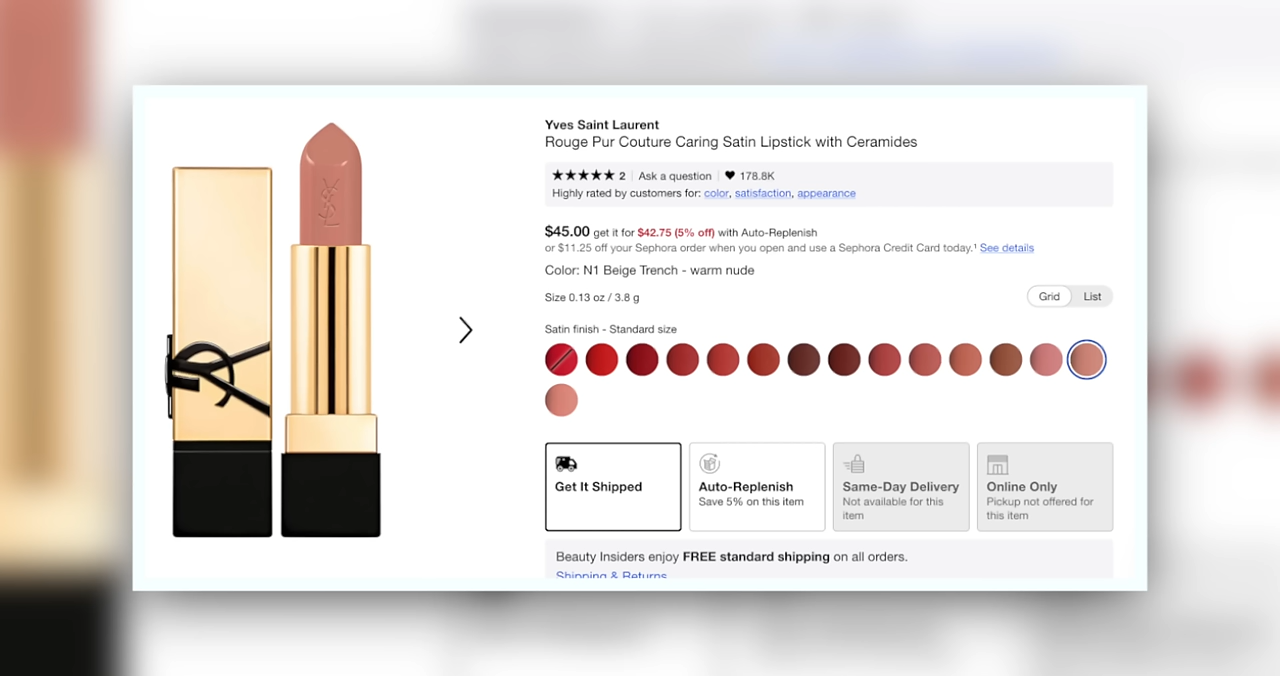 Yves Saint Laurent
Rouge Pur Couture Caring Satin Lipstick with Ceramides
★★★★★ 2 | Ask a question | ♥ 178.8K
Highly rated by customers for: color, satisfaction, appearance
$45.00 get it for $42.75 (5% off) with Auto-Replenish
or $11.25 off your Sephora order when you open and use a Sephora Credit Card today.¹ See details
Color: N1 Beige Trench - warm nude
Size 0.13 oz / 3.8 g
Grid List
Satin finish - Standard size
Get It Shipped
Auto-Replenish
Save 5% on this item
Same-Day Delivery
Not available for this
item
Online Only
Pickup not offered for
this item
Beauty Insiders enjoy FREE standard shipping on all orders.
Shipping & Returns
YSL